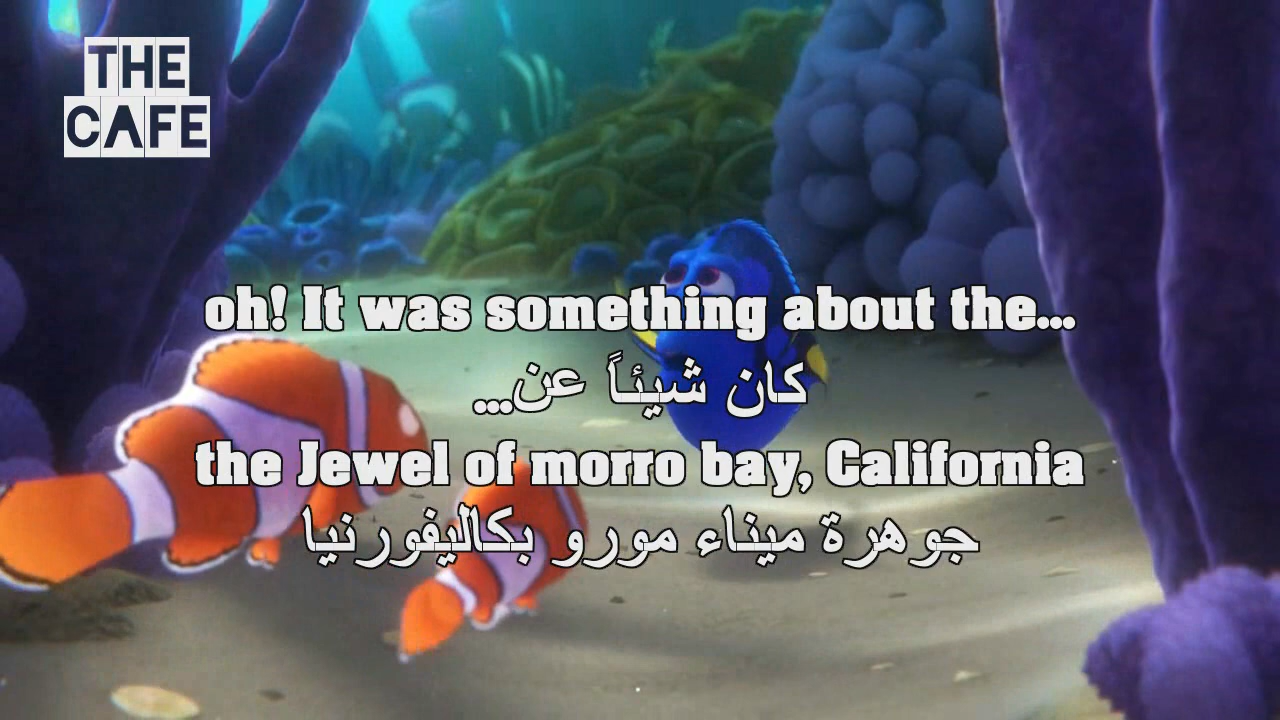 THE
CAFE
oh! It was something about the...
كان شيئاً عن...
the Jewel of morro bay, California
جوهرة ميناء مورو بكاليفورنيا